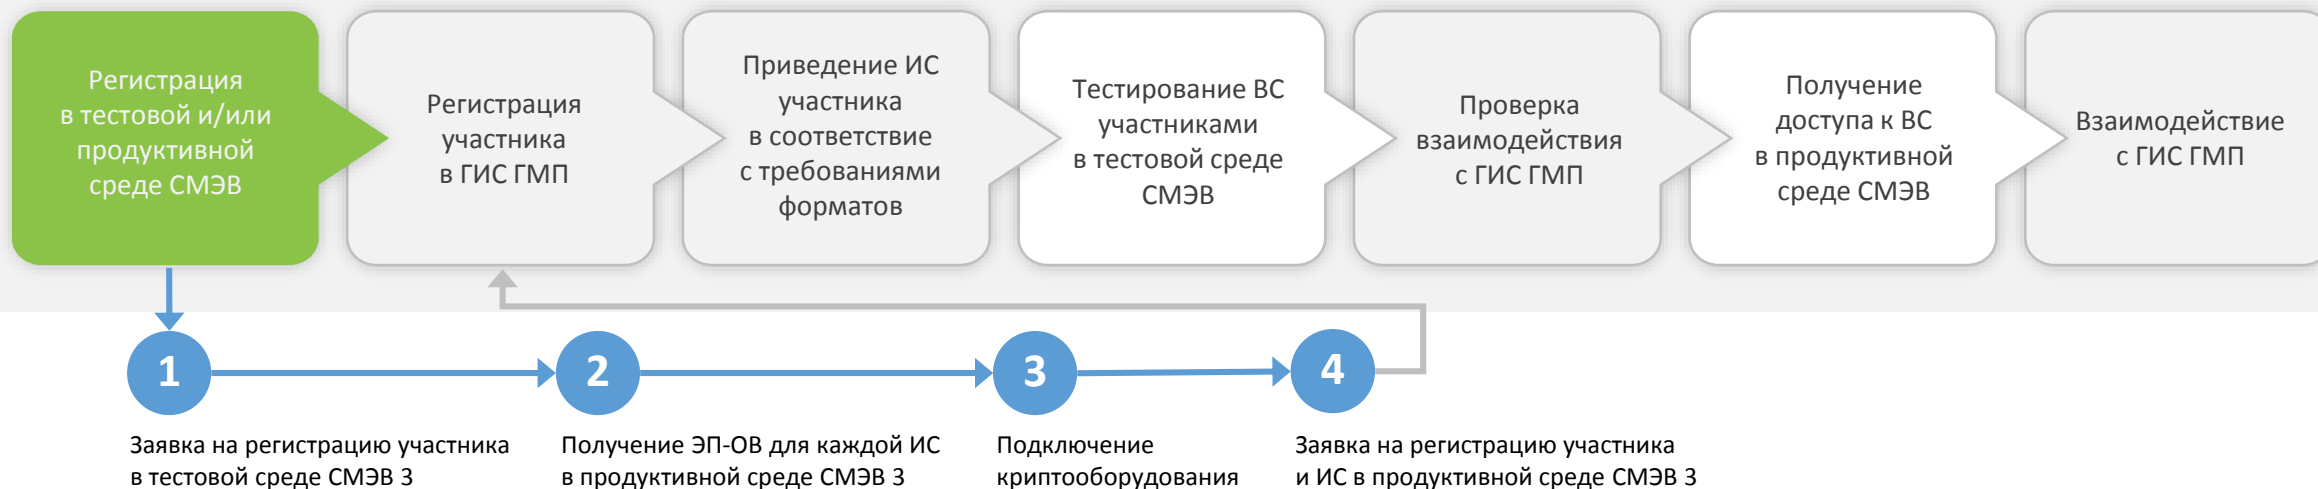 Регистрация
в тестовой и/или
продуктивной
среде СМЭВ
Регистрация
участника
в ГИС ГМП
Приведение ИС
участника
в соответствие
с требованиями
форматов
Тестирование ВС
участниками
в тестовой среде
СМЭВ
Проверка
взаимодействия
с ГИС ГМП
Получение
доступа к ВС
в продуктивной
среде СМЭВ
Взаимодействие
с ГИС ГМП
1
2
3
4
Заявка на регистрацию участника
в тестовой среде СМЭВ 3
Получение ЭП-ОВ для каждой ИС
в продуктивной среде СМЭВ 3
Подключение
криптооборудования
Заявка на регистрацию участника
и ИС в продуктивной среде СМЭВ 3